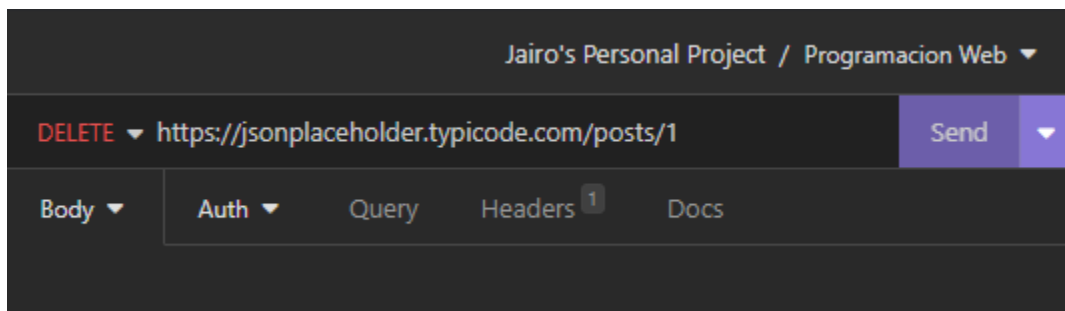 Jairo's Personal Project / Programacion Web
DELETE https://jsonplaceholder.typicode.com/posts/1 Send
Body Auth Query Headers 1 Docs